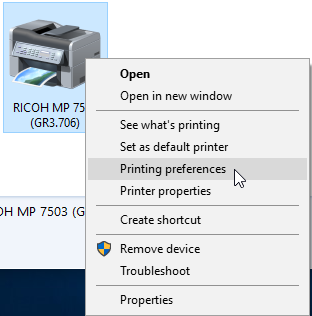 RICOH MP 75
(GR3.706)
Open
Open in new window
See what's printing
Set as default printer
Printing preferences
Printer properties
OH MP 7503 (G
Create shortcut
Remove device
Troubleshoot
Properties